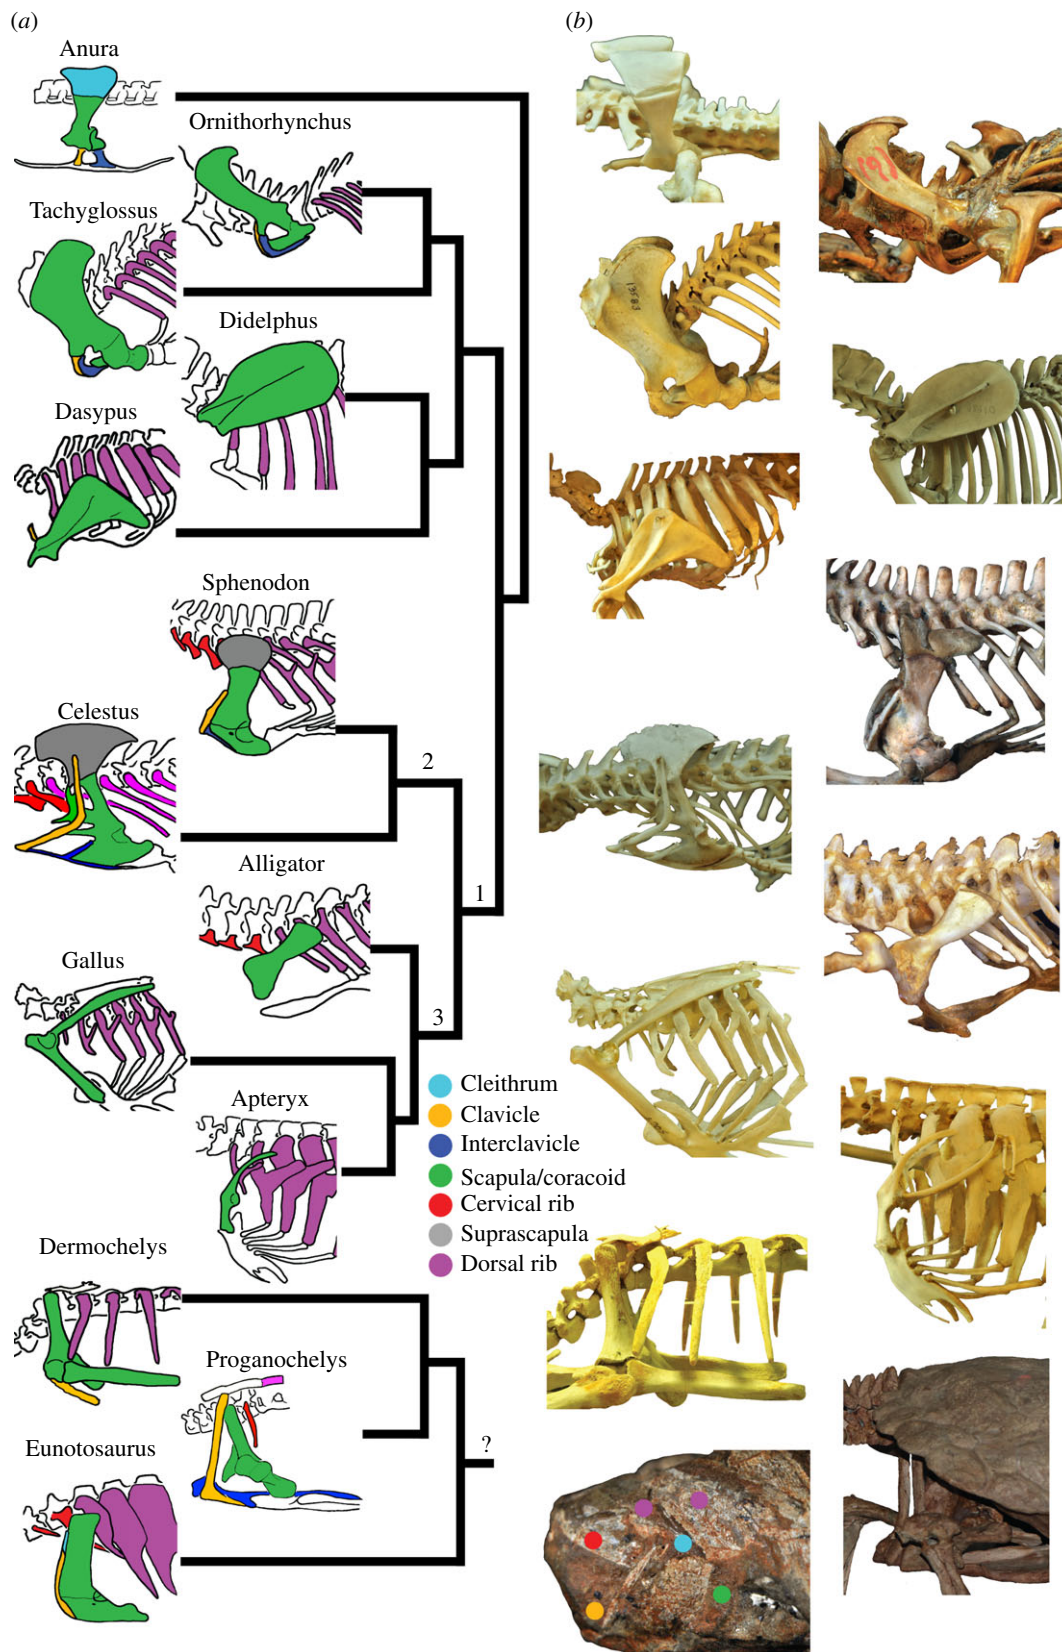 (a)
(b)
Anura
Ornithorhynchus
Tachyglossus
Didelphus
Dasypus
Sphenodon
Celestus
2
1
Alligator
Gallus
3
Apteryx
Cleithrum
Clavicle
Interclavicle
Scapula/coracoid
Cervical rib
Suprascapula
Dorsal rib
Dermochelys
Proganochelys
Eunotosaurus
?